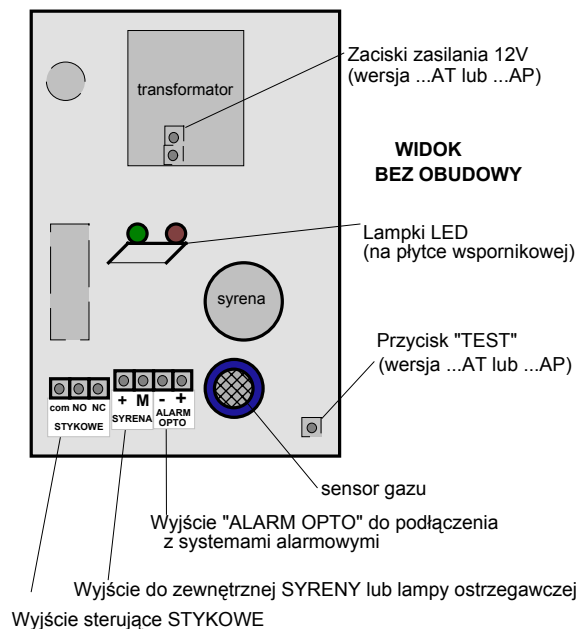 Zaciski zasilania 12V
(wersja ...AT lub ...AP)
transformator
WIDOK
BEZ OBUDOWY
Lampki LED
(na płytce wspornikowej)
syrena
Przycisk "TEST"
(wersja ...AT lub ...AP)
com NO NC
STYKOWE
+ M - +
SYRENA
ALARM
OPTO
sensor gazu
Wyjście "ALARM OPTO" do podłączenia
z systemami alarmowymi
Wyjście do zewnętrznej SYRENY lub lampy ostrzegawczej
Wyjście sterujące STYKOWE